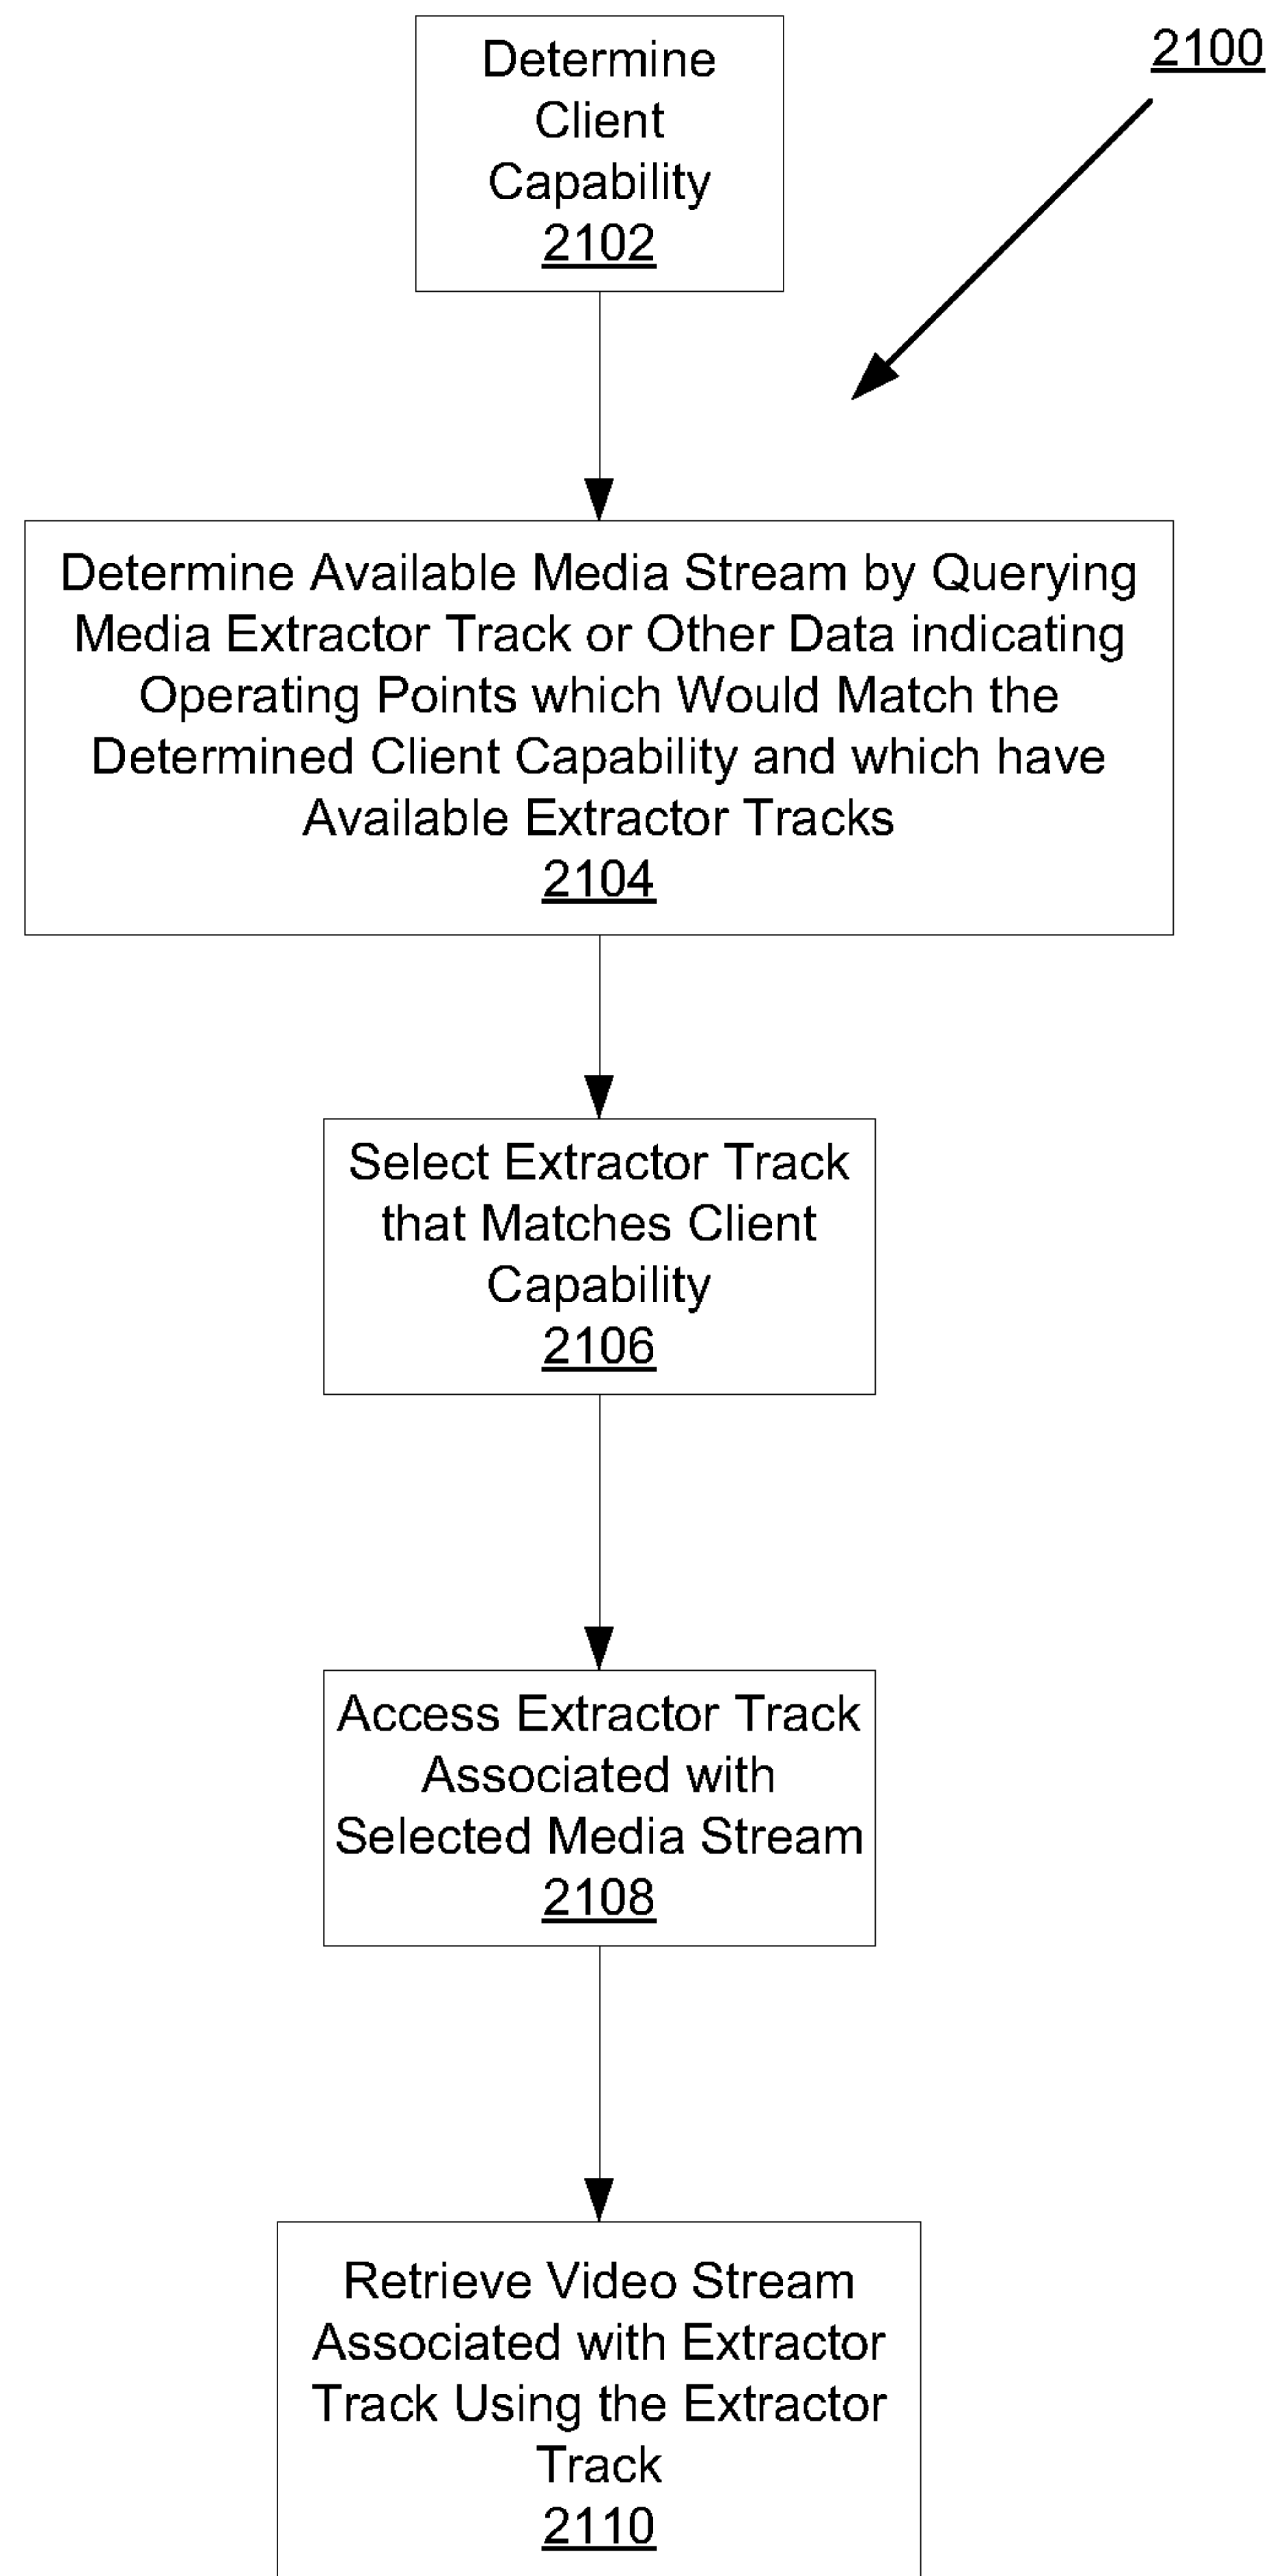 2100
Determine
Client
Capability
2102
Determine Available Media Stream by Querying
Media Extractor Track or Other Data indicating
Operating Points which Would Match the
Determined Client Capability and which have
Available Extractor Tracks
2104
Select Extractor Track
that Matches Client
Capability
2106
Access Extractor Track
Associated with
Selected Media Stream
2108
Retrieve Video Stream
Associated with Extractor
Track Using the Extractor
Track
2110